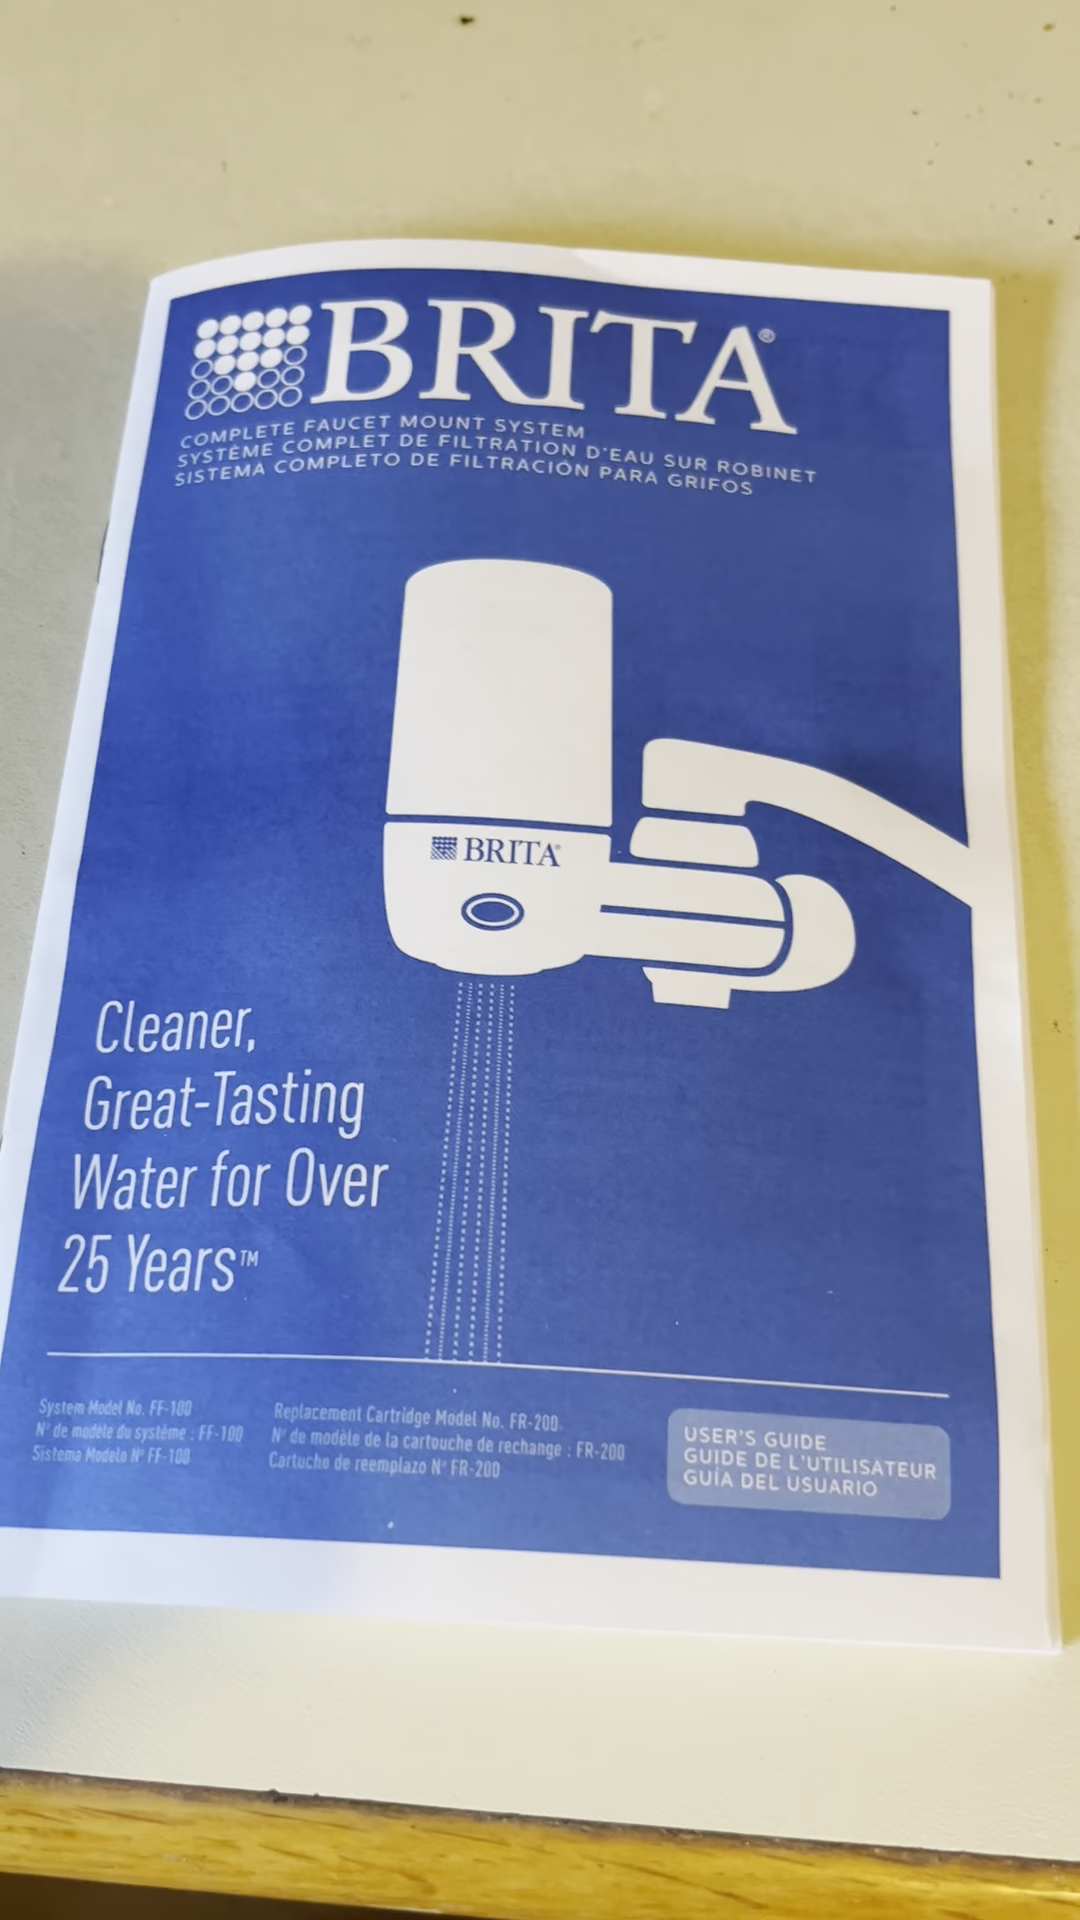 BRITA®
COMPLETE FAUCET MOUNT SYSTEM
SYSTÈME COMPLET DE FILTRATION D'EAU SUR ROBINET
SISTEMA COMPLETO DE FILTRACIÓN PARA GRIFOS
BRITA®
Cleaner,
Great-Tasting
Water for Over
25 Years™
System Model No. FF-100
N° de modèle du système : FF-100
Sistema Modelo N° FF-100
Replacement Cartridge Model No. FR-200
N° de modèle de la cartouche de rechange : FR-200
Cartucho de reemplazo N° FR-200
USER'S GUIDE
GUIDE DE L'UTILISATEUR
GUÍA DEL USUARIO